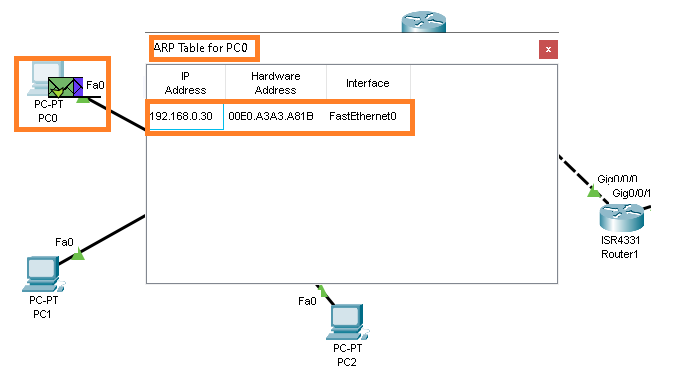 ARP Table for PC0
x
IP Address
Hardware Address
Interface
192.168.0.30 00E0.A3A3.A81B FastEthernet0
Fa0
PC-PT
PC0
Gig0/0/0
Gig0/0/1
ISR4331
Router1
Fa0
PC-PT
PC1
Fa0
PC-PT
PC2